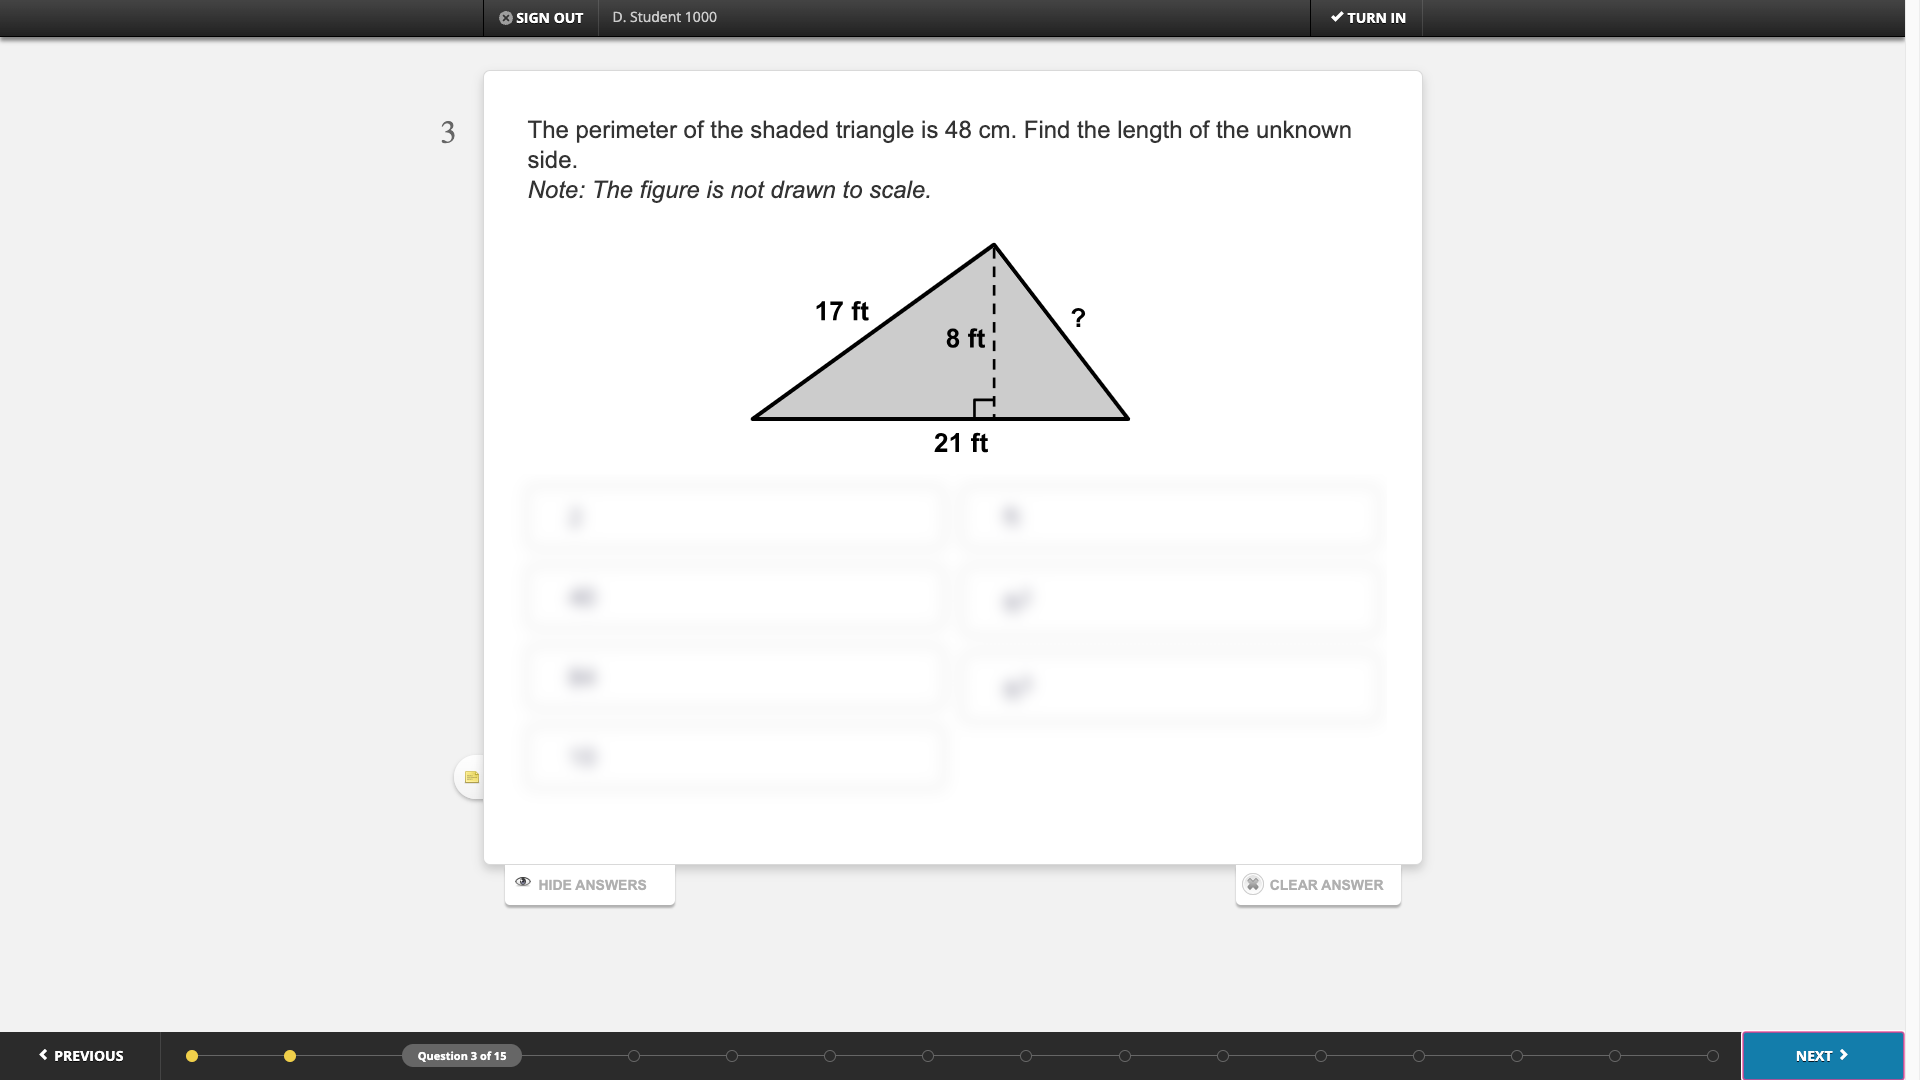 SIGN OUT
D. Student 1000
TURN IN
3
The perimeter of the shaded triangle is 48 cm. Find the length of the unknown
side.
Note: The figure is not drawn to scale.
17 ft
8 ft
?
21 ft
HIDE ANSWERS
CLEAR ANSWER
PREVIOUS
Question 3 of 15
NEXT